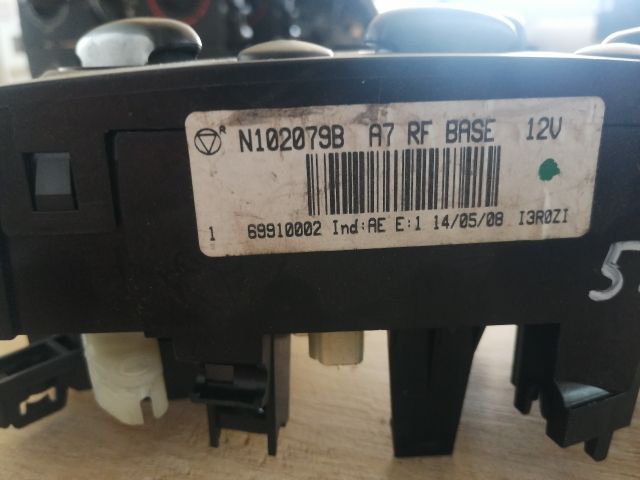 N102079B A7 RF BASE 12V
1 69910002 Ind:AE E:1 14/05/08 I3R0ZI